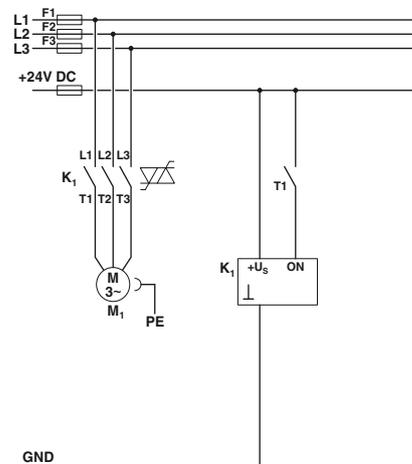 L1 F1
L2 F2
L3 F3
+24V DC
L1 L2 L3
K1
T1 T2 T3
T1
M
3~
M1
PE
K1
+US ON
GND